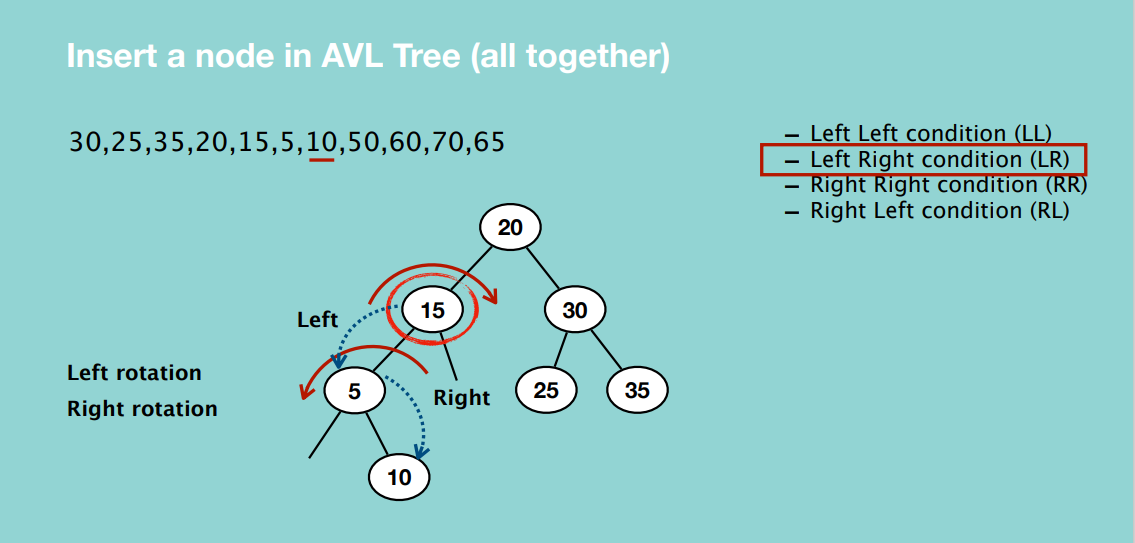 Insert a node in AVL Tree (all together)
30,25,35,20,15,5,10,50,60,70,65
– Left Left condition (LL)
– Left Right condition (LR)
– Right Right condition (RR)
– Right Left condition (RL)
20
15
30
Left
Left rotation
Right rotation
5
Right
25
35
10